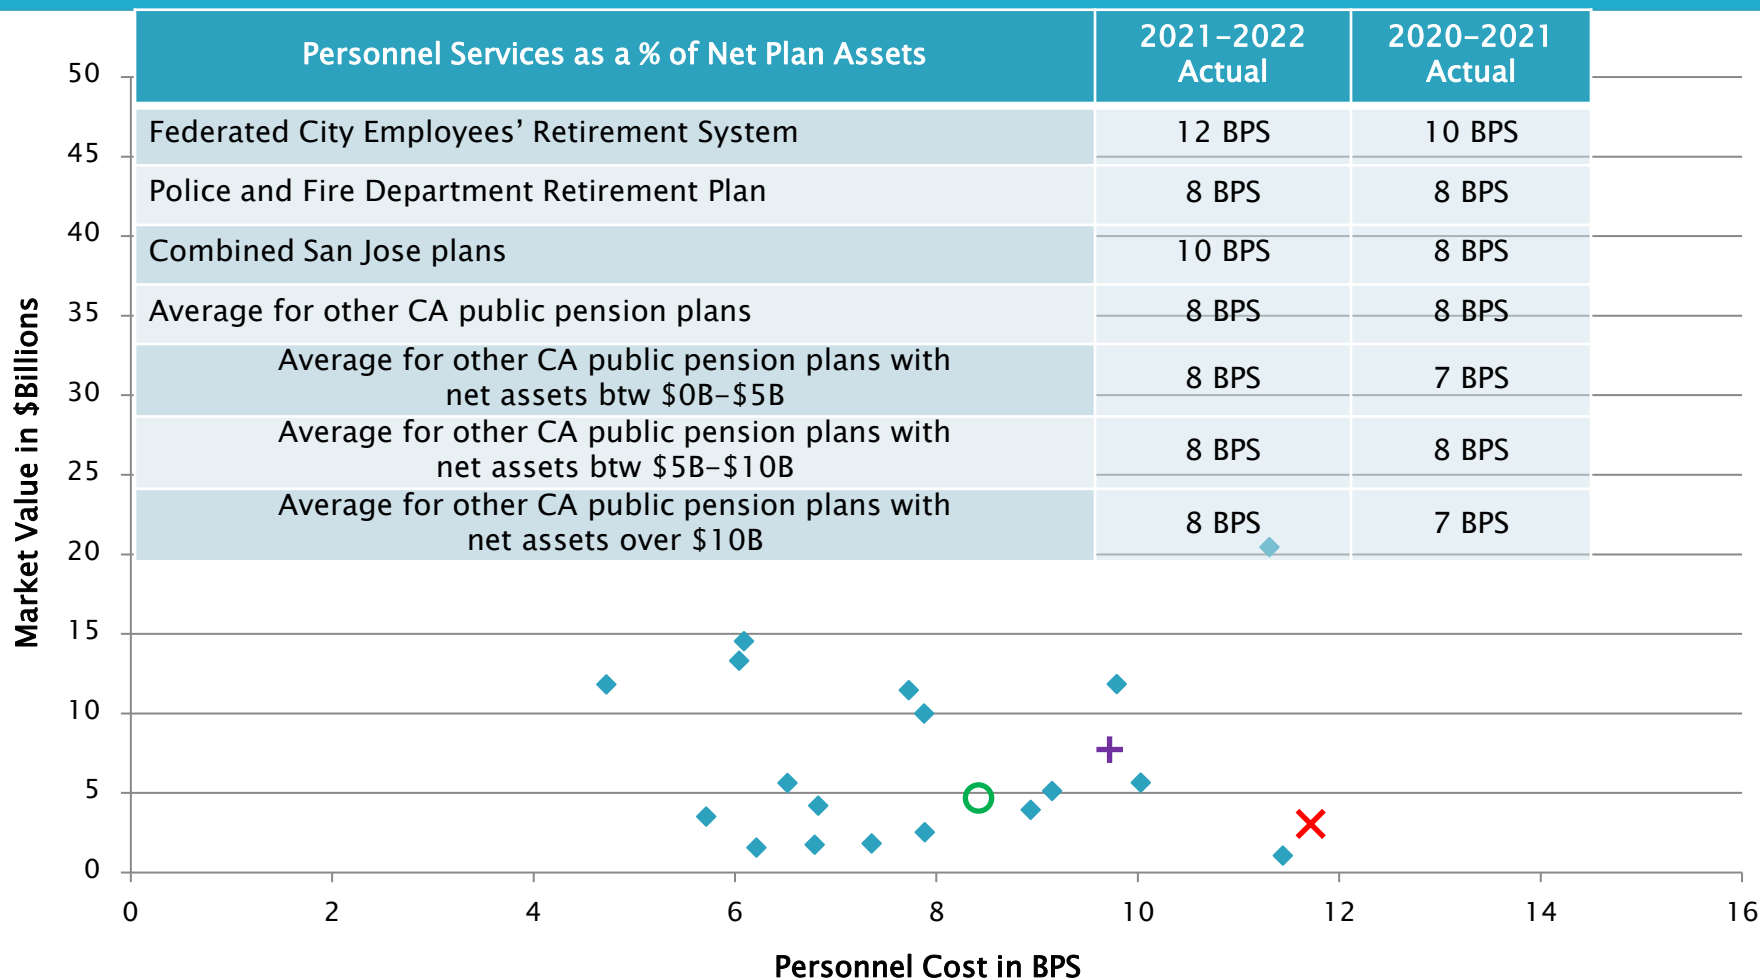 Personnel Services as a % of Net Plan Assets
2021-2022
Actual
2020-2021
Actual
Federated City Employees’ Retirement System
12 BPS
10 BPS
Police and Fire Department Retirement Plan
8 BPS
8 BPS
Combined San Jose plans
10 BPS
8 BPS
Average for other CA public pension plans
8 BPS
8 BPS
Average for other CA public pension plans with
net assets btw $0B-$5B
8 BPS
7 BPS
Average for other CA public pension plans with
net assets btw $5B-$10B
8 BPS
8 BPS
Average for other CA public pension plans with
net assets over $10B
8 BPS
7 BPS
Market Value in $Billions
50
45
40
35
30
25
20
15
10
5
0
0 2 4 6 8 10 12 14 16
Personnel Cost in BPS